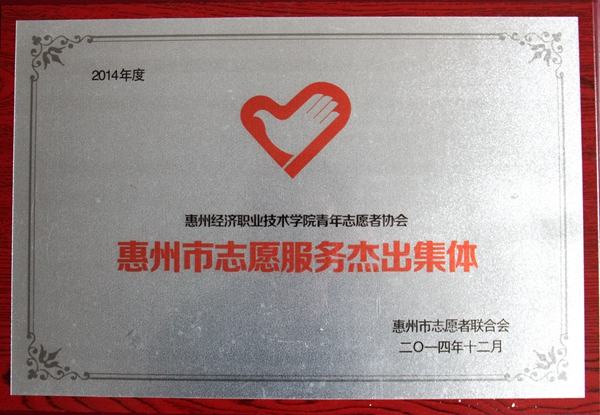 2014年度
惠州经济职业技术学院青年志愿者协会
惠州市志愿服务杰出集体
惠州市志愿者联合会
二〇一四年十二月